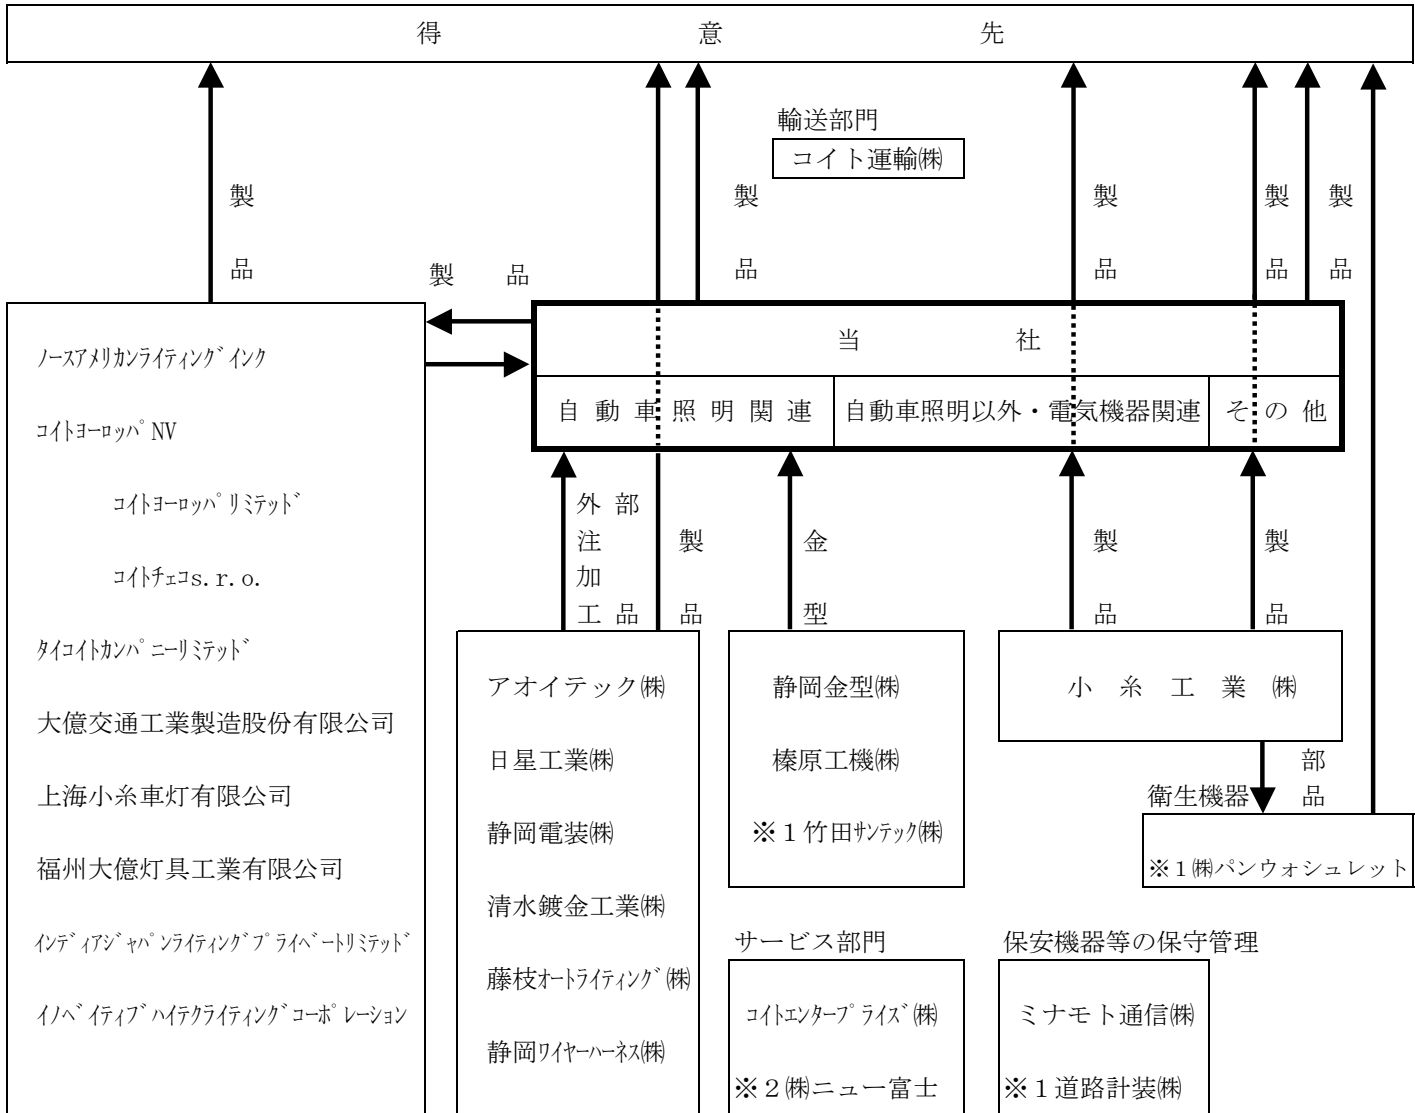 得意先
輸送部門
コイト運輸㈱
製品
製品
製品
製品
製品
製品
当社
自動車照明関連
自動車照明以外・電気機器関連
その他
ﾉｰｽｱﾒﾘｶﾝﾗｲﾃｨﾝｸﾞｲﾝｸ
ｺｲﾄﾖｰﾛｯﾊﾟNV
ｺｲﾄﾖｰﾛｯﾊﾟﾘﾐﾃｯﾄﾞ
ｺｲﾄﾁｪｺs.r.o.
ﾀｲｺｲﾄｶﾝﾊﾟﾆｰﾘﾐﾃｯﾄﾞ
大億交通工業製造股份有限公司
上海小糸車灯有限公司
福州大億灯具工業有限公司
ｲﾝﾃﾞｨｱｼﾞｬﾊﾟﾝﾗｲﾃｨﾝｸﾞﾌﾟﾗｲﾍﾞｰﾄﾘﾐﾃｯﾄﾞ
ｲﾉﾍﾞｲﾃｨﾌﾞﾊｲﾃｸﾗｲﾃｨﾝｸﾞｺｰﾎﾟﾚｰｼｮﾝ
外注加工
部品
製品
金型
製品
製品
アオイテック㈱
日星工業㈱
静岡電装㈱
清水鍍金工業㈱
藤枝ｵｰﾄﾗｲﾃｨﾝｸﾞ㈱
静岡ﾜｲﾔｰﾊｰﾈｽ㈱
静岡金型㈱
榛原工機㈱
※１竹田ｻﾝﾃｯｸ㈱
小糸工業㈱
部品
衛生機器
※１㈱パンウォシュレット
サービス部門
ｺｲﾄｴﾝﾀｰﾌﾟﾗｲｽﾞ㈱
※２㈱ニュー富士
保安機器等の保守管理
ミナモト通信㈱
※１道路計装㈱